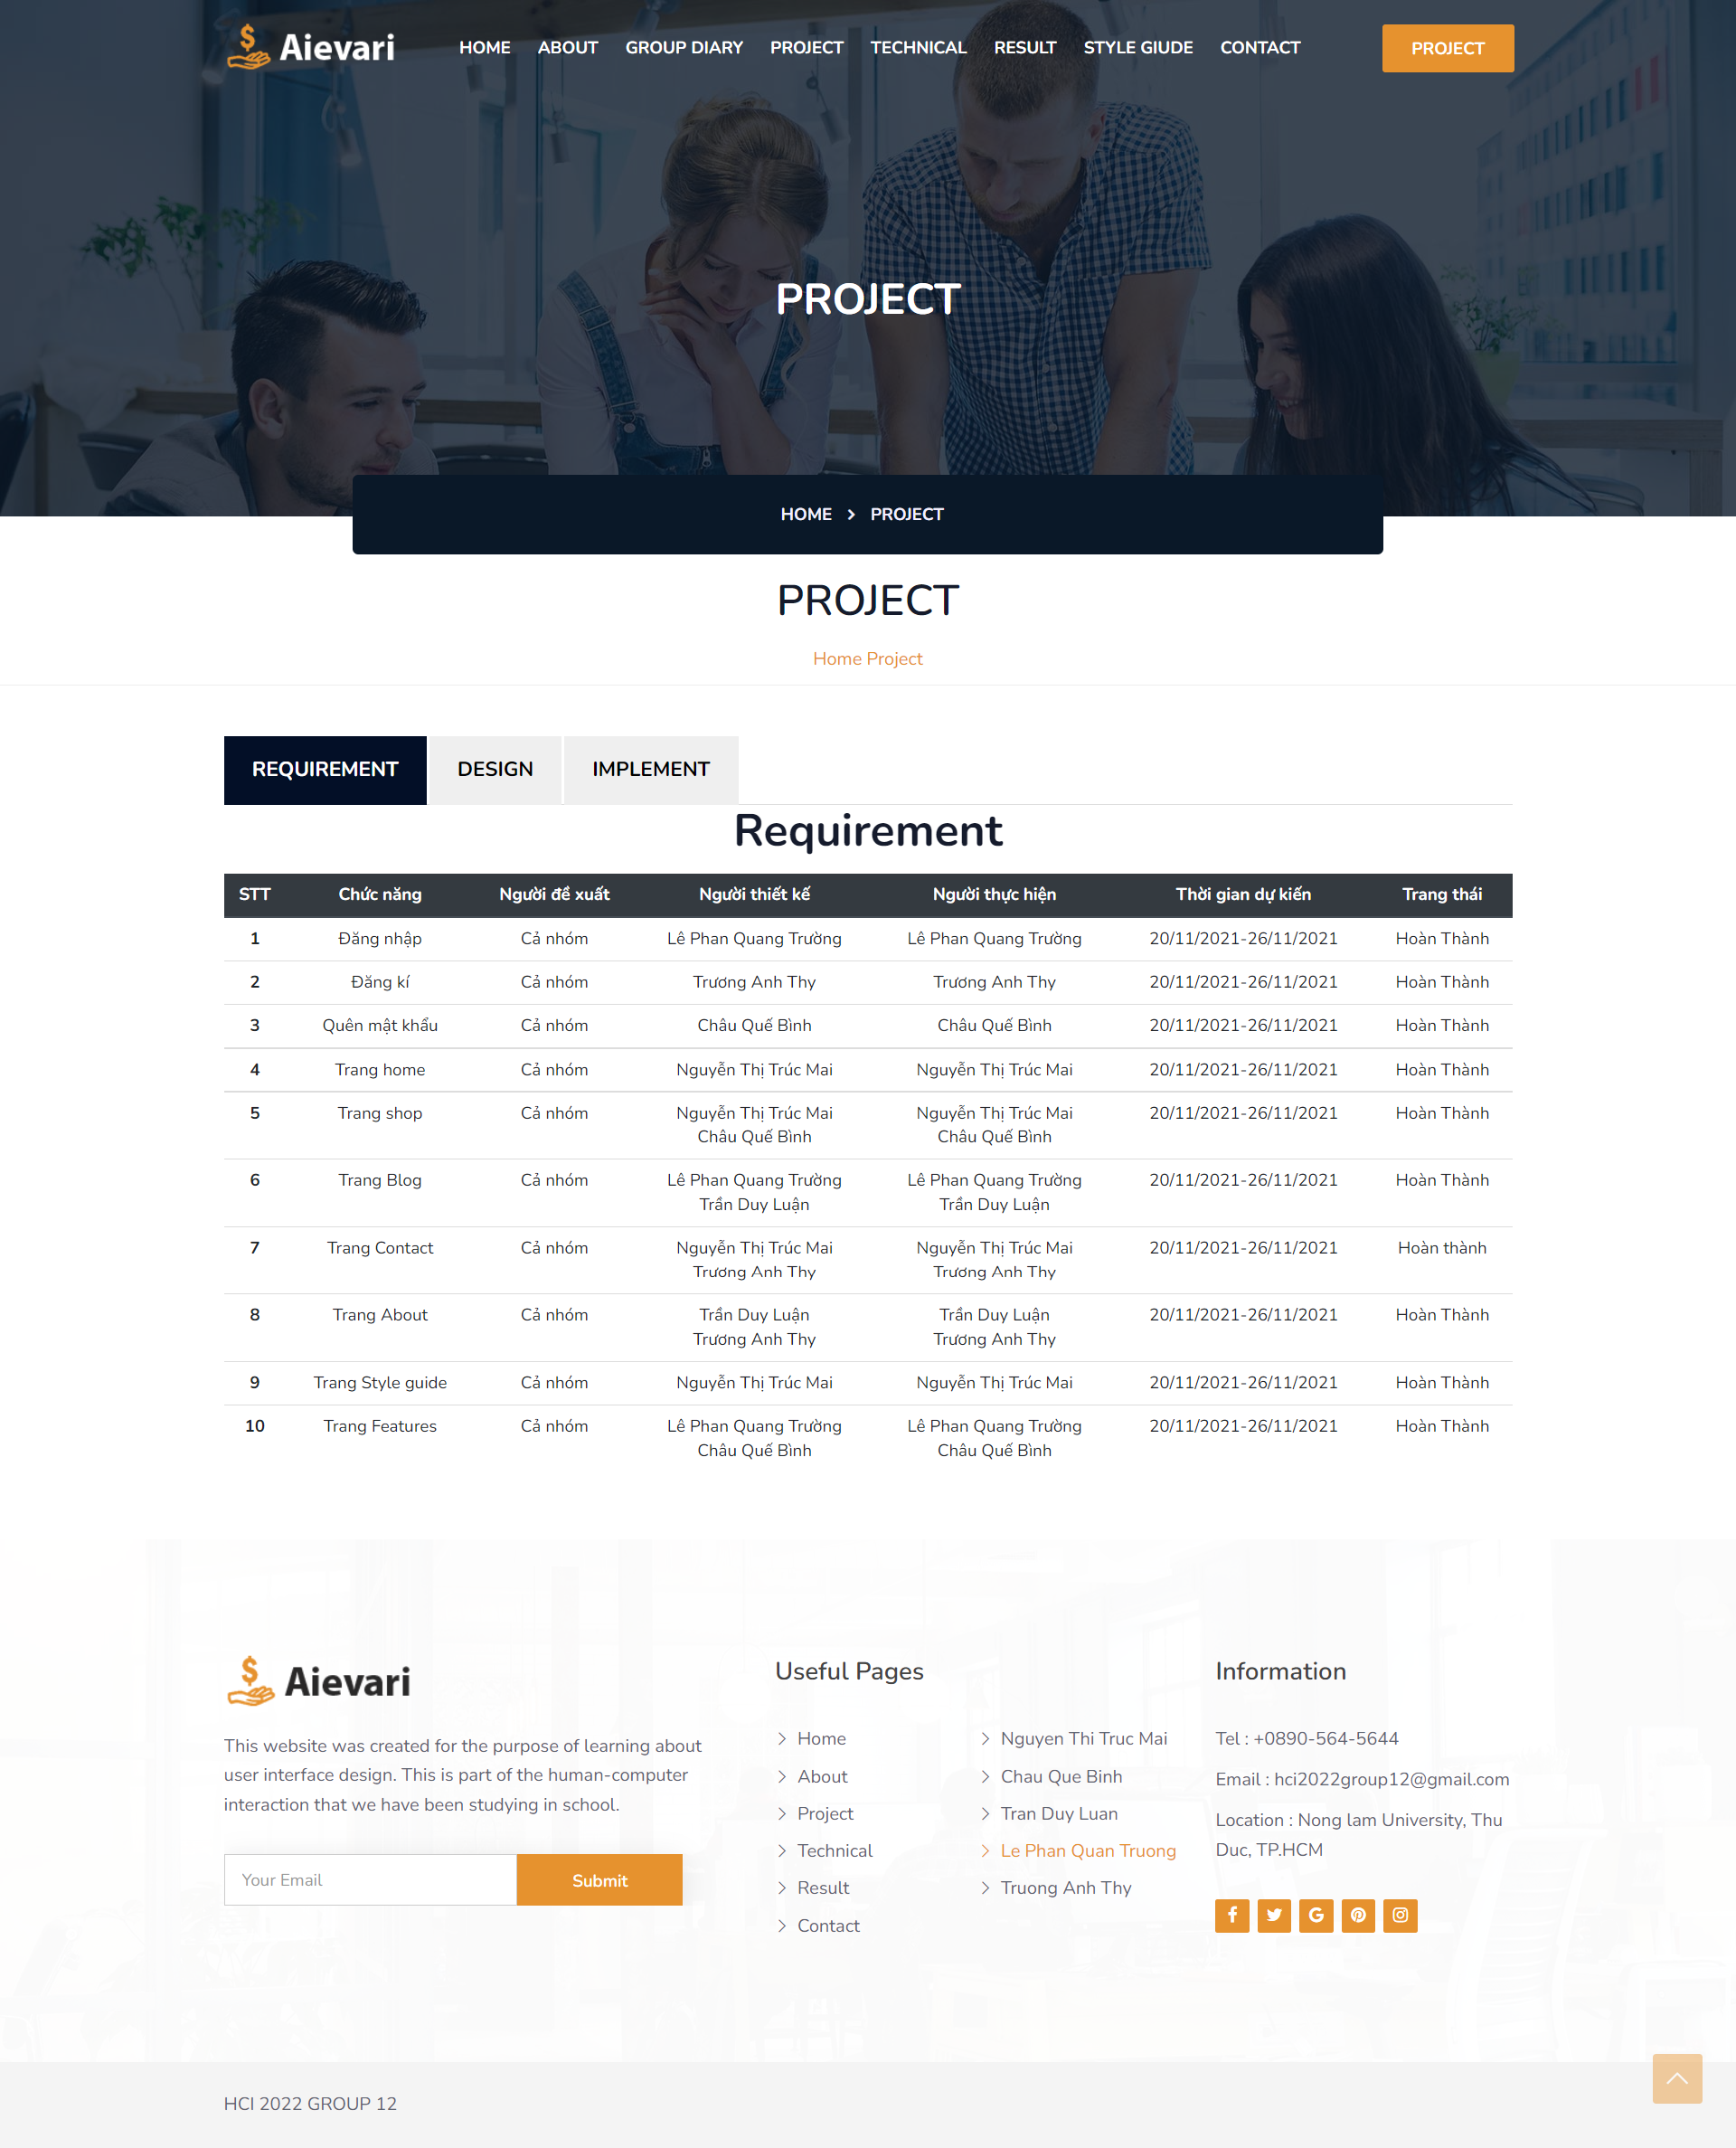 Aievari
HOME ABOUT GROUP DIARY PROJECT TECHNICAL RESULT STYLE GIUDE CONTACT
PROJECT
PROJECT
HOME > PROJECT
PROJECT
Home Project
REQUIREMENT DESIGN IMPLEMENT
Requirement
STT Chức năng Người đề xuất Người thiết kế Người thực hiện Thời gian dự kiến Trang thái
1 Đăng nhập Cả nhóm Lê Phan Quang Trường Lê Phan Quang Trường 20/11/2021-26/11/2021 Hoàn Thành
2 Đăng kí Cả nhóm Trương Anh Thy Trương Anh Thy 20/11/2021-26/11/2021 Hoàn Thành
3 Quên mật khẩu Cả nhóm Châu Quế Bình Châu Quế Bình 20/11/2021-26/11/2021 Hoàn Thành
4 Trang home Cả nhóm Nguyễn Thị Trúc Mai Nguyễn Thị Trúc Mai 20/11/2021-26/11/2021 Hoàn Thành
5 Trang shop Cả nhóm Nguyễn Thị Trúc Mai Nguyễn Thị Trúc Mai 20/11/2021-26/11/2021 Hoàn Thành
Châu Quế Bình Châu Quế Bình
6 Trang Blog Cả nhóm Lê Phan Quang Trường Lê Phan Quang Trường 20/11/2021-26/11/2021 Hoàn Thành
Trần Duy Luận Trần Duy Luận
7 Trang Contact Cả nhóm Nguyễn Thị Trúc Mai Nguyễn Thị Trúc Mai 20/11/2021-26/11/2021 Hoàn thành
Trương Anh Thy Trương Anh Thy
8 Trang About Cả nhóm Trần Duy Luận Trần Duy Luận 20/11/2021-26/11/2021 Hoàn Thành
Trương Anh Thy Trương Anh Thy
9 Trang Style guide Cả nhóm Nguyễn Thị Trúc Mai Nguyễn Thị Trúc Mai 20/11/2021-26/11/2021 Hoàn Thành
10 Trang Features Cả nhóm Lê Phan Quang Trường Lê Phan Quang Trường 20/11/2021-26/11/2021 Hoàn Thành
Châu Quế Bình Châu Quế Bình
Aievari
This website was created for the purpose of learning about
user interface design. This is part of the human-computer
interaction that we have been studying in school.
Your Email
Submit
Useful Pages
Home
About
Project
Technical
Result
Contact
Nguyen Thi Truc Mai
Chau Que Binh
Tran Duy Luan
Le Phan Quan Truong
Truong Anh Thy
Information
Tel : +0890-564-5644
Email : hci2022group12@gmail.com
Location : Nong lam University, Thu
Duc, TP.HCM
HCI 2022 GROUP 12